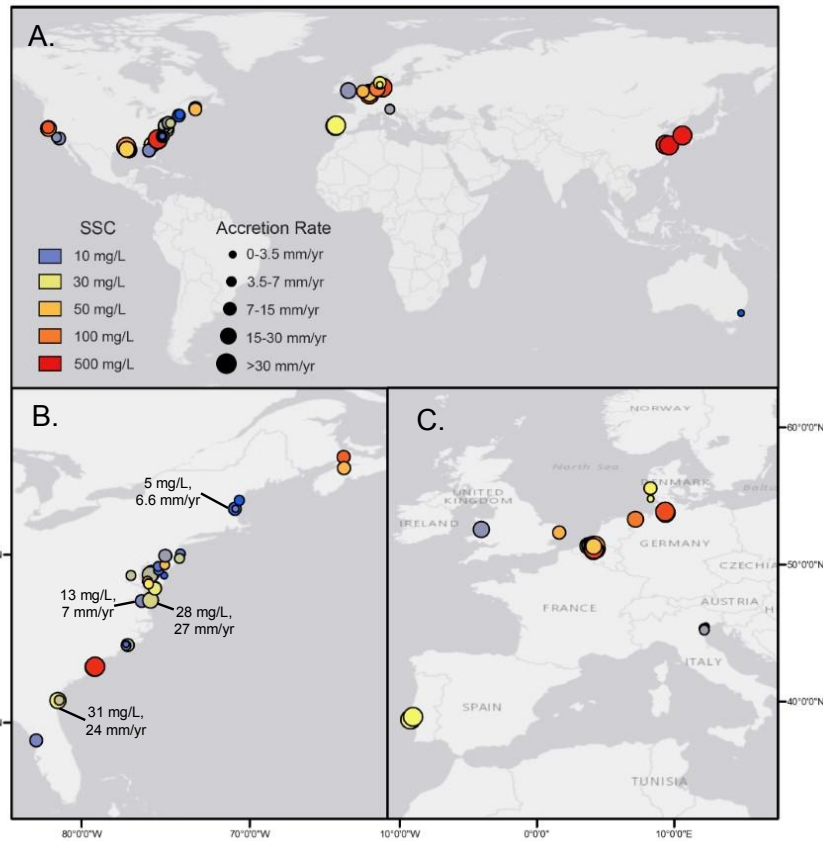 A.
SSC
10 mg/L
30 mg/L
50 mg/L
100 mg/L
500 mg/L
Accretion Rate
0-3.5 mm/yr
3.5-7 mm/yr
7-15 mm/yr
15-30 mm/yr
>30 mm/yr
B.
5 mg/L,
6.6 mm/yr
13 mg/L,
7 mm/yr
28 mg/L,
27 mm/yr
31 mg/L,
24 mm/yr
80°0'0"W
70°0'0"W
C.
NORWAY
North Sea
DENMARK
UNITED
KINGDOM
IRELAND
GERMANY
CZECHIA
FRANCE
AUSTRIA
H
ITALY
SPAIN
TUNISIA
60°0'0"N
50°0'0"N
40°0'0"N
10°0'0"W
0°0'0"
10°0'0"E